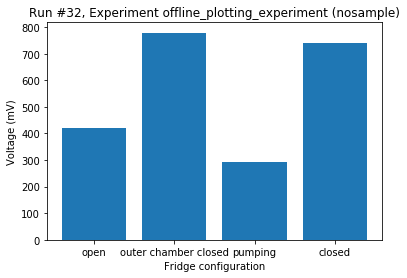 Run #32, Experiment offline_plotting_experiment (nosample)
800
700
600
500
400
300
200
100
0
Voltage (mV)
open outer chamber closed pumping closed
Fridge configuration